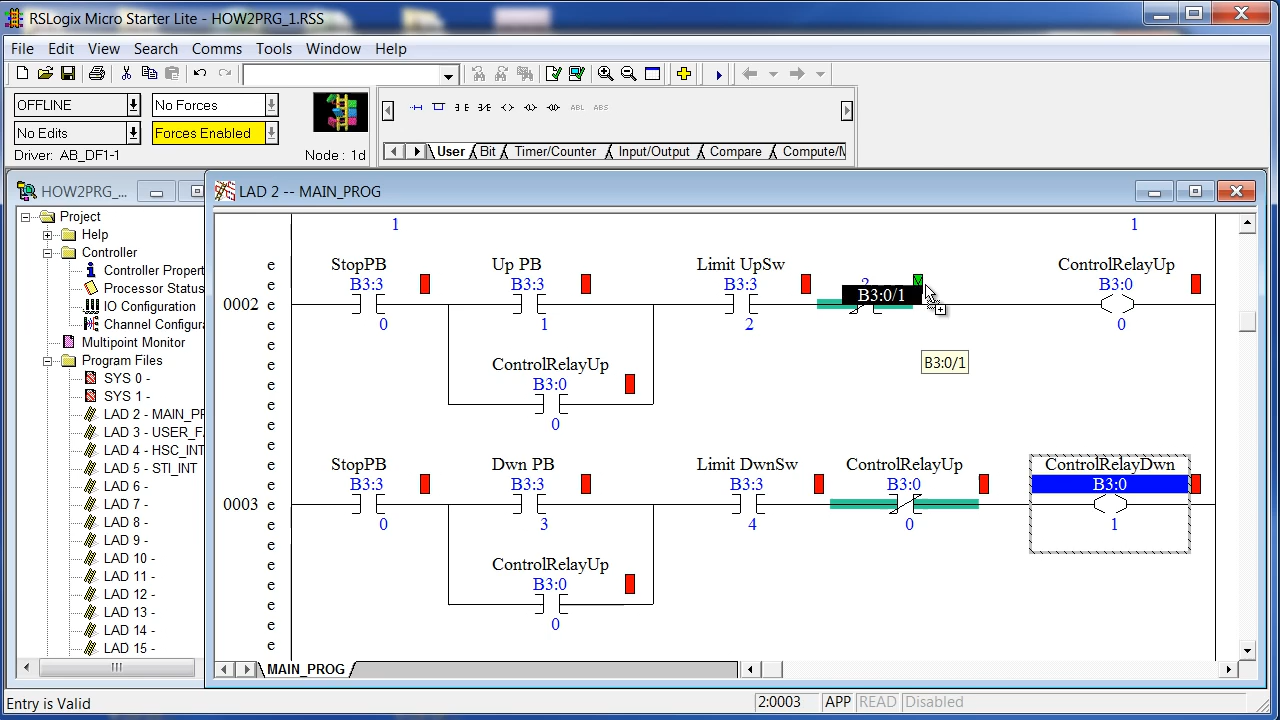 RSLogix Micro Starter Lite - HOW2PRG_1.RSS
File Edit View Search Comms Tools Window Help
OFFLINE No Forces
No Edits Forces Enabled
Driver: AB_DF1-1 Node : 1d
ABL ABS
User Bit Timer/Counter Input/Output Compare Compute/M
HOW2PRG_...
Project
Help
Controller
Controller Propert
Processor Status
IO Configuration
Channel Configura
Multipoint Monitor
Program Files
SYS 0 -
SYS 1 -
LAD 2 - MAIN_PR
LAD 3 - USER_FA
LAD 4 - HSC_INT
LAD 5 - STI_INT
LAD 6 -
LAD 7 -
LAD 8 -
LAD 9 -
LAD 10 -
LAD 11 -
LAD 12 -
LAD 13 -
LAD 14 -
LAD 15 -
LAD 2 -- MAIN_PROG
1 1
e StopPB Up PB Limit UpSw ControlRelayUp
e B3:3 B3:3 B3:3 ? B3:0
B3:0/1
0002 e
e 0 1 2 0
e
B3:0/1
e ControlRelayUp
e B3:0
e
e 0
e
e StopPB Dwn PB Limit DwnSw ControlRelayUp ControlRelayDwn
e B3:3 B3:3 B3:3 B3:0 B3:0
0003 e
e 0 3 4 0 1
e
e ControlRelayUp
e B3:0
e
e 0
e
MAIN_PROG
Entry is Valid 2:0003 APP READ Disabled